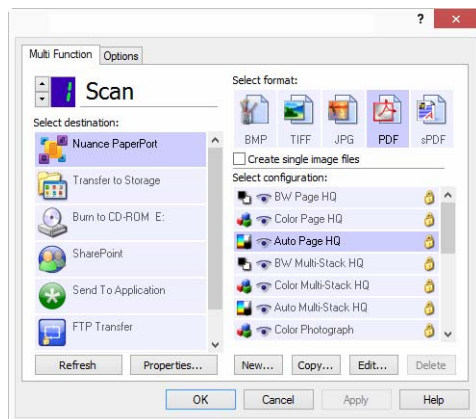 ?
Multi Function
Options
1
Scan
Select destination:
Nuance PaperPort
Transfer to Storage
Burn to CD-ROM E:
SharePoint
Send To Application
FTP Transfer
Refresh
Properties...
Select format:
BMP
TIFF
JPG
PDF
sPDF
Create single image files
Select configuration:
BW Page HQ
Color Page HQ
Auto Page HQ
BW Multi-Stack HQ
Color Multi-Stack HQ
Auto Multi-Stack HQ
Color Photograph
New...
Copy...
Edit...
Delete
OK
Cancel
Apply
Help